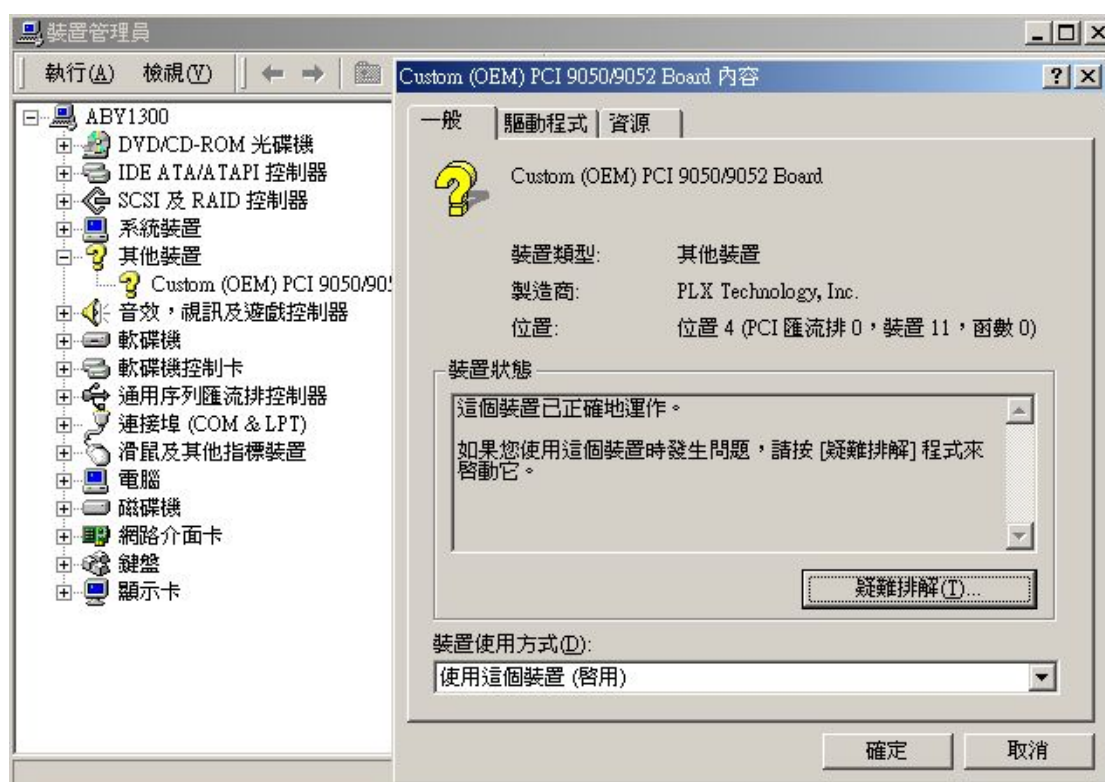 裝置管理員
執行(A) 檢視(V)
ABY1300
DVD/CD-ROM 光碟機
IDE ATA/ATAPI 控制器
SCSI 及 RAID 控制器
系統裝置
其他裝置
Custom (OEM) PCI 9050/905
音效，視訊及遊戲控制器
軟碟機
軟碟機控制卡
通用序列匯流排控制器
連接埠 (COM & LPT)
滑鼠及其他指標裝置
電腦
磁碟機
網路介面卡
鍵盤
顯示卡
Custom (OEM) PCI 9050/9052 Board 內容
一般 驅動程式 資源
Custom (OEM) PCI 9050/9052 Board
裝置類型: 其他裝置
製造商: PLX Technology, Inc.
位置: 位置 4 (PCI 匯流排 0，裝置 11，函數 0)
裝置狀態
這個裝置已正確地運作。
如果您使用這個裝置時發生問題，請按 [疑難排解] 程式來
啓動它。
疑難排解(T)...
裝置使用方式(D):
使用這個裝置 (啓用)
確定 取消